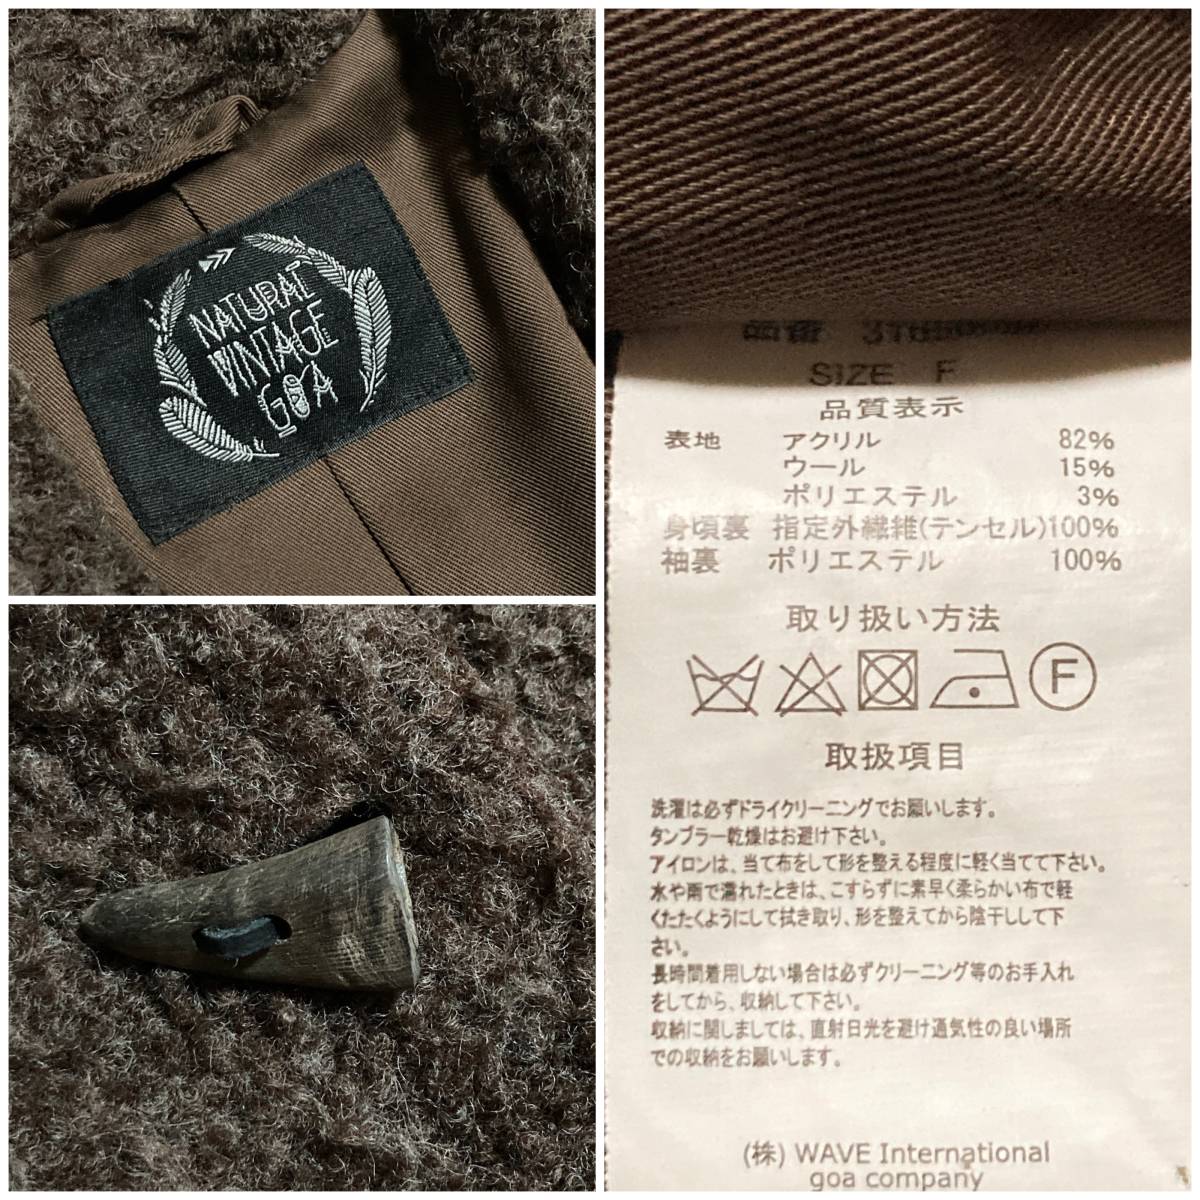 NATURAL
VINTAGE
GOA
品番
SIZE F
品質表示
表地 アクリル 82%
ウール 15%
ポリエステル 3%
身頃裏 指定外繊維(テンセル)100%
袖裏 ポリエステル 100%
取り扱い方法
F
取扱項目
洗濯は必ずドライクリーニングでお願いします。
タンブラー乾燥はお避け下さい。
アイロンは、当て布をして形を整える程度に軽く当てて下さい。
水や雨で濡れたときは、こすらずに素早く柔らかい布で軽
くたたくようにして拭き取り、形を整えてから陰干しして下
さい。
長時間着用しない場合は必ずクリーニング等のお手入れ
をしてから、収納して下さい。
収納に関しましては、直射日光を避け通気性の良い場所
での収納をお願いします。
(株) WAVE International
goa company